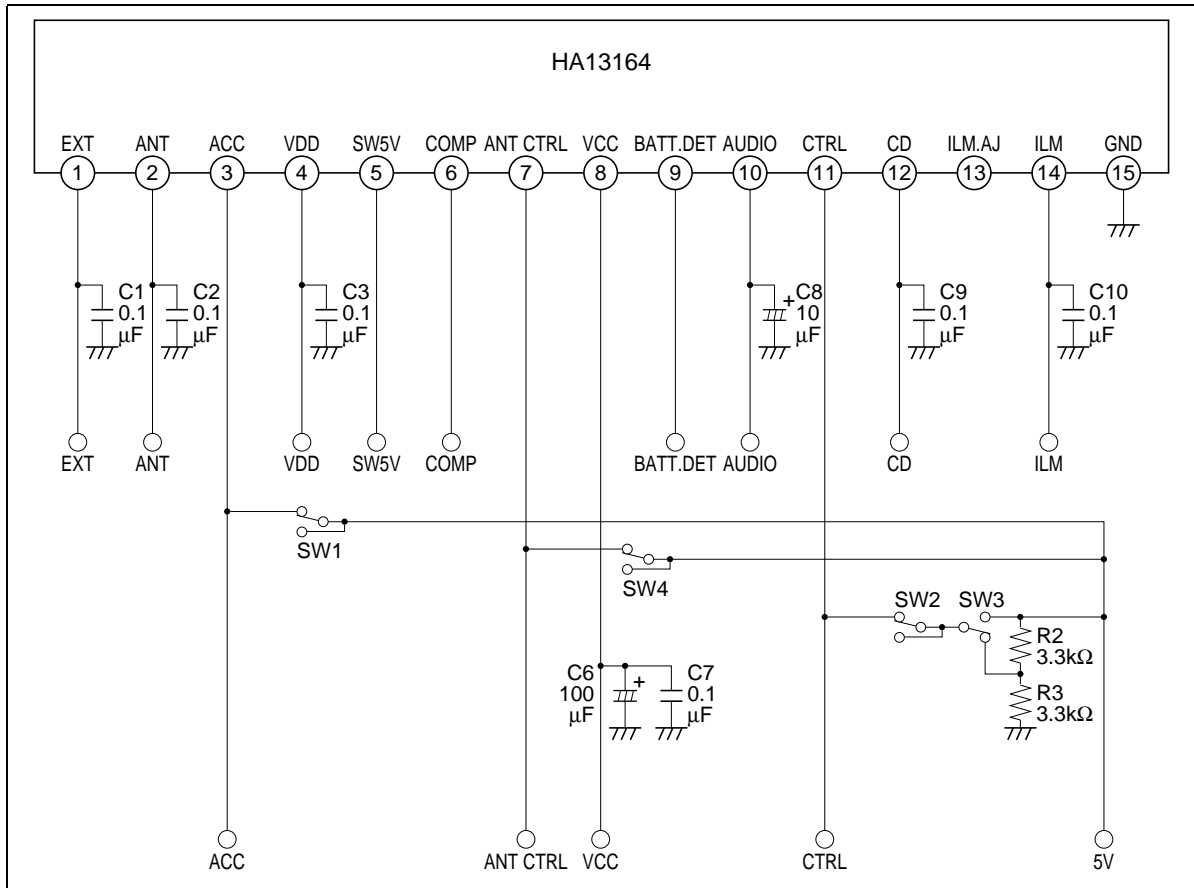 HA13164
EXT ANT ACC VDD SW5V COMP ANT CTRL VCC BATT.DET AUDIO CTRL CD ILM.AJ ILM GND
1 2 3 4 5 6 7 8 9 10 11 12 13 14 15
C1 0.1 μF
C2 0.1 μF
C3 0.1 μF
+ C8 10 μF
C9 0.1 μF
C10 0.1 μF
EXT ANT VDD SW5V COMP BATT.DET AUDIO CD ILM
SW1
SW4
SW2 SW3
R2 3.3kΩ
C6 100 μF +
C7 0.1 μF
R3 3.3kΩ
ACC ANT CTRL VCC CTRL 5V